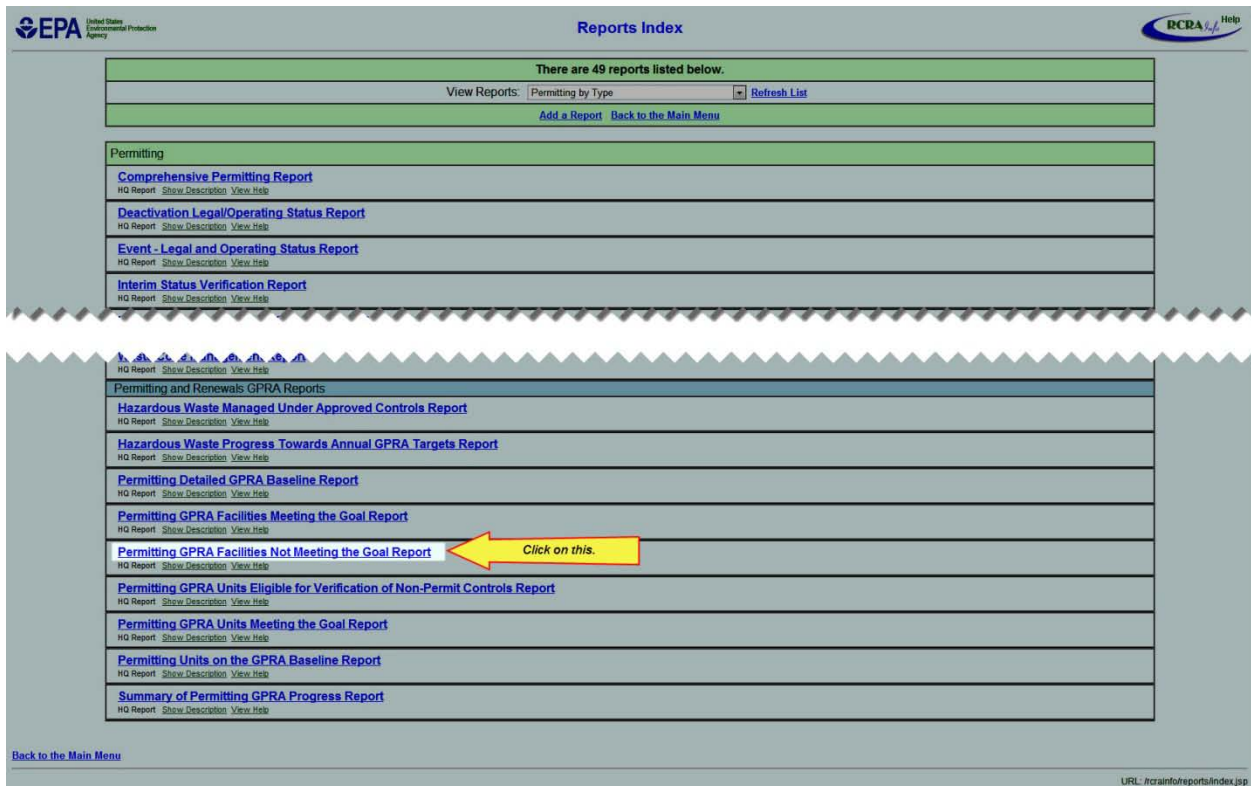 EPA United States
Environmental Protection
Agency
Reports Index
RCRA Info Help
There are 49 reports listed below.
View Reports: Permitting by Type Refresh List
Add a Report Back to the Main Menu
Permitting
Comprehensive Permitting Report
HQ Report Show Description View Help
Deactivation Legal/Operating Status Report
HQ Report Show Description View Help
Event - Legal and Operating Status Report
HQ Report Show Description View Help
Interim Status Verification Report
HQ Report Show Description View Help
HQ Report Show Description View Help
Permitting and Renewals GPRA Reports
Hazardous Waste Managed Under Approved Controls Report
HQ Report Show Description View Help
Hazardous Waste Progress Towards Annual GPRA Targets Report
HQ Report Show Description View Help
Permitting Detailed GPRA Baseline Report
HQ Report Show Description View Help
Permitting GPRA Facilities Meeting the Goal Report
HQ Report Show Description View Help
Permitting GPRA Facilities Not Meeting the Goal Report Click on this.
HQ Report Show Description View Help
Permitting GPRA Units Eligible for Verification of Non-Permit Controls Report
HQ Report Show Description View Help
Permitting GPRA Units Meeting the Goal Report
HQ Report Show Description View Help
Permitting Units on the GPRA Baseline Report
HQ Report Show Description View Help
Summary of Permitting GPRA Progress Report
HQ Report Show Description View Help
Back to the Main Menu
URL: /rcrainfo/reports/index.jsp